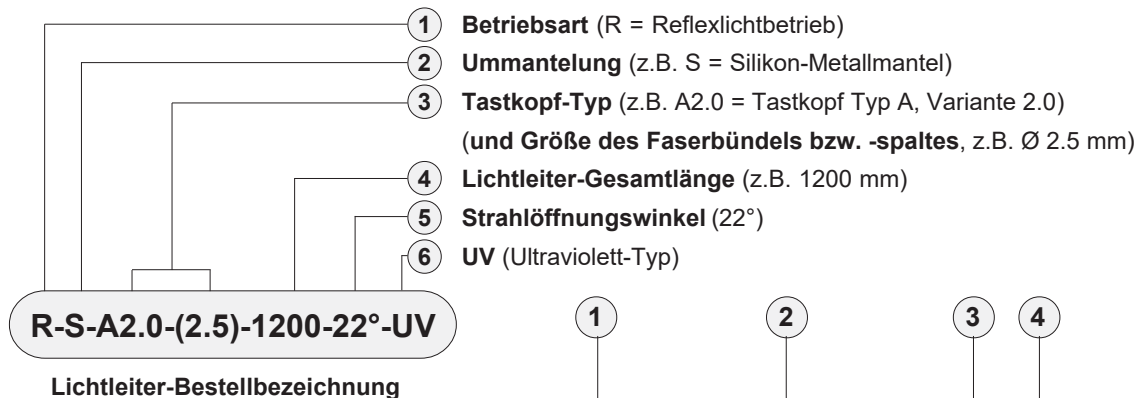 1 Betriebsart (R = Reflexlichtbetrieb)
2 Ummantelung (z.B. S = Silikon-Metallmantel)
3 Tastkopf-Typ (z.B. A2.0 = Tastkopf Typ A, Variante 2.0)
(und Größe des Faserbündels bzw. -spaltes, z.B. Ø 2.5 mm)
4 Lichtleiter-Gesamtlänge (z.B. 1200 mm)
5 Strahlöffnungswinkel (22°)
6 UV (Ultraviolett-Typ)
R-S-A2.0-(2.5)-1200-22°-UV
Lichtleiter-Bestellbezeichnung
1 2 3 4